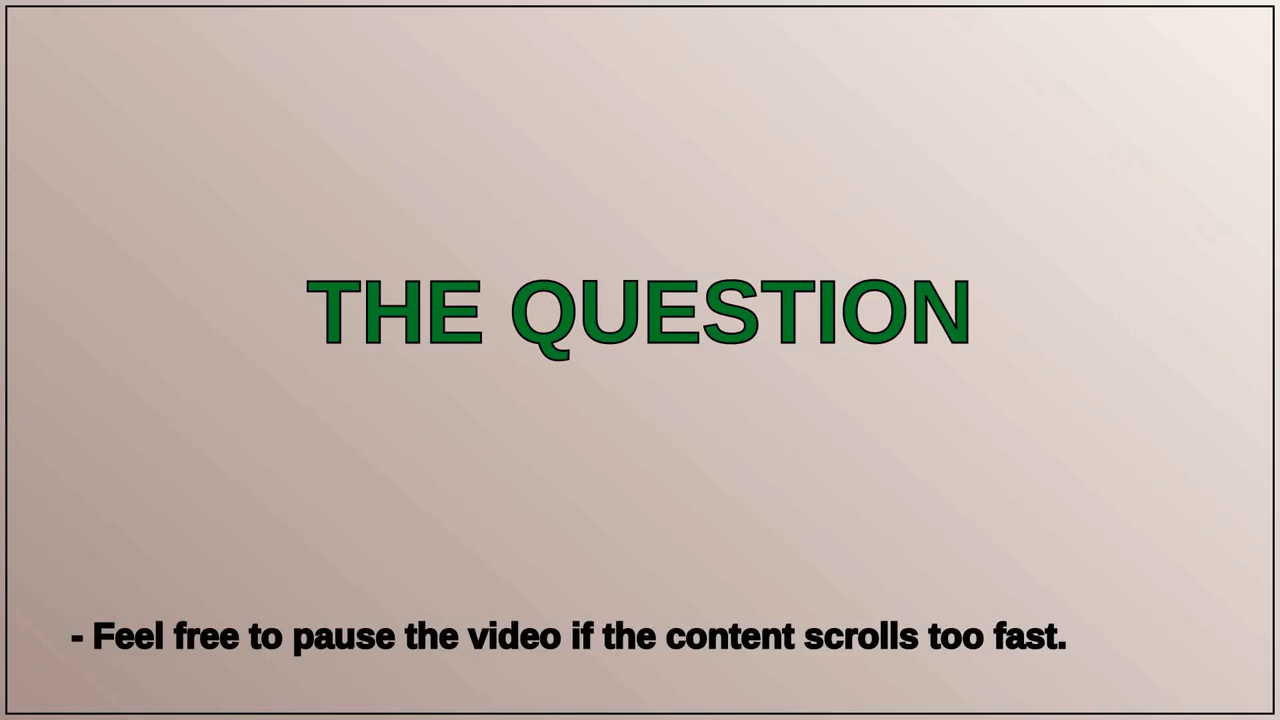 THE QUESTION
- Feel free to pause the video if the content scrolls too fast.